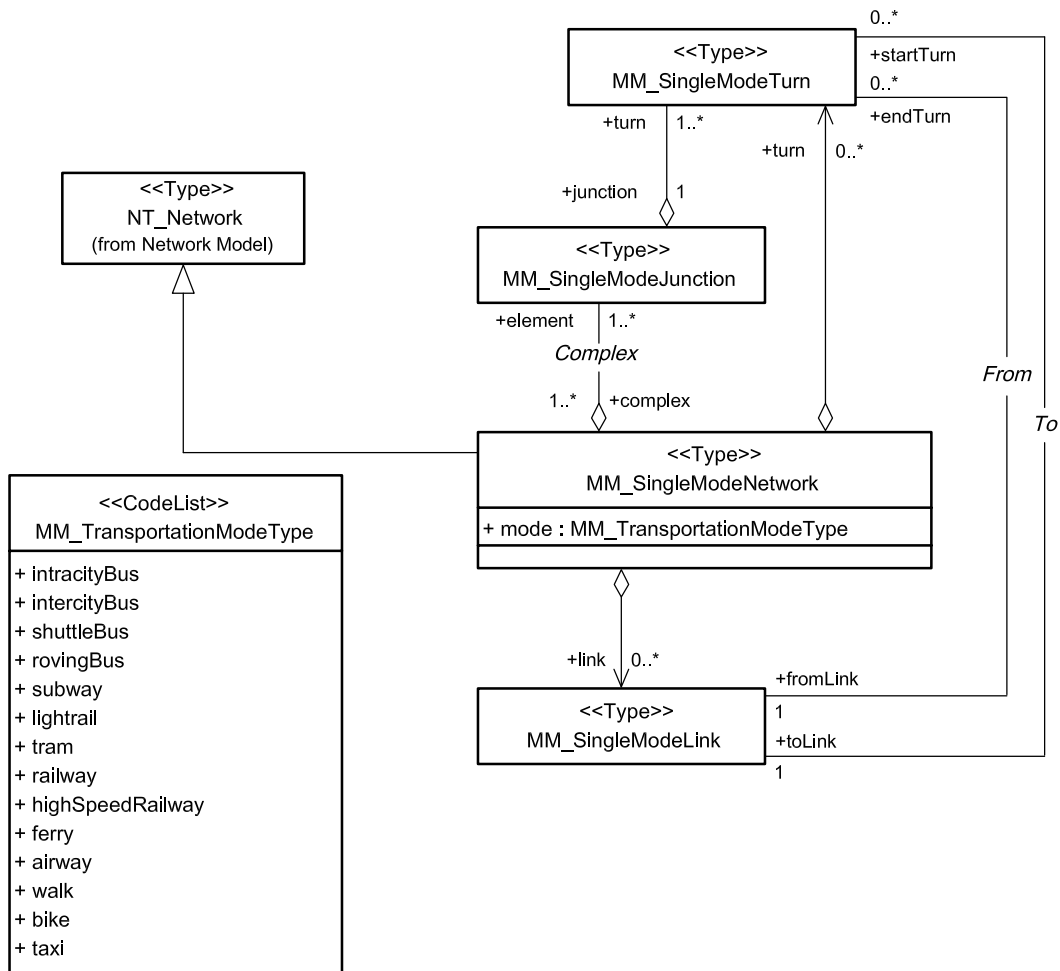 0..*
<<Type>>
MM_SingleModeTurn
+startTurn
0..*
+endTurn
+turn
1..*
+turn
0..*
<<Type>>
NT_Network
(from Network Model)
+junction
1
<<Type>>
MM_SingleModeJunction
+element
1..*
Complex
From
1..*
+complex
To
<<Type>>
MM_SingleModeNetwork
+ mode : MM_TransportationModeType
<<CodeList>>
MM_TransportationModeType
+ intracityBus
+ intercityBus
+ shuttleBus
+ rovingBus
+ subway
+ lightrail
+ tram
+ railway
+ highSpeedRailway
+ ferry
+ airway
+ walk
+ bike
+ taxi
+link
0..*
<<Type>>
MM_SingleModeLink
+fromLink
1
+toLink
1